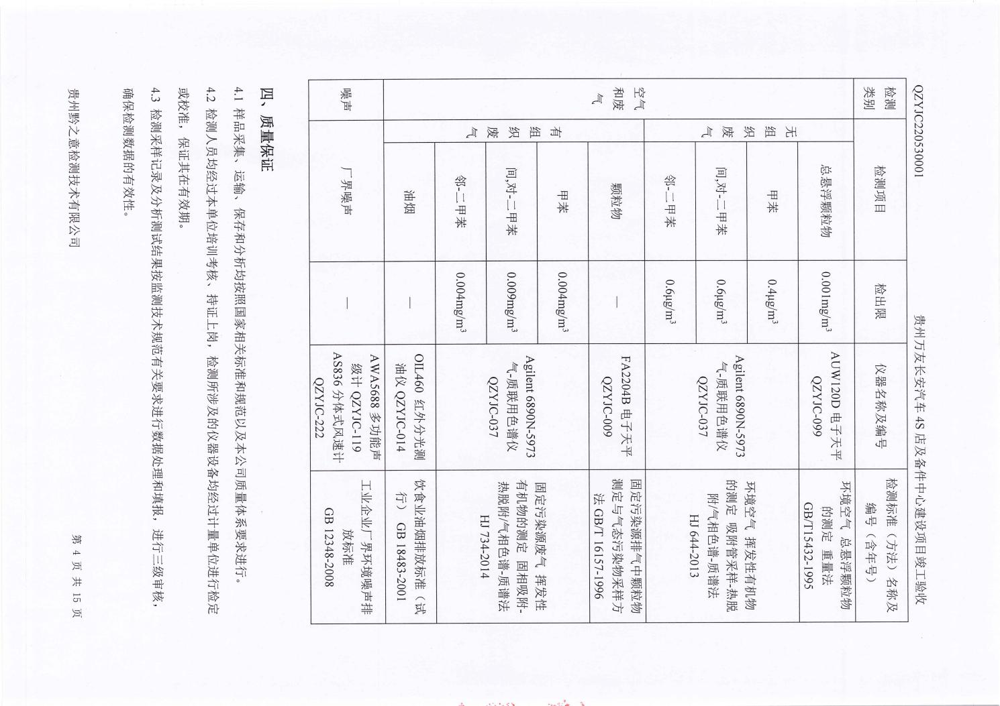 QZYJC220530001
贵州万友长安汽车 4S 店及备件中心建设项目竣工验收
检测
类别
检测项目
检出限
仪器名称及编号
检测标准（方法）名称及
编号（含年号）
空气
和废
气
无
组
织
废
气
总悬浮颗粒物
0.001mg/m³
AUW120D 电子天平
QZYJC-099
环境空气 总悬浮颗粒物
的测定 重量法
GB/T15432-1995
甲苯
0.4μg/m³
Agilent 6890N-5973
气-质联用色谱仪
QZYJC-037
环境空气 挥发性有机物
的测定 吸附管采样-热脱
附/气相色谱-质谱法
HJ 644-2013
间,对-二甲苯
0.6μg/m³
邻-二甲苯
0.6μg/m³
有
组
织
废
气
颗粒物
—
FA2204B 电子天平
QZYJC-009
固定污染源排气中颗粒物
测定与气态污染物采样方
法 GB/T 16157-1996
甲苯
0.004mg/m³
Agilent 6890N-5973
气-质联用色谱仪
QZYJC-037
固定污染源废气 挥发性
有机物的测定 固相吸附-
热脱附/气相色谱-质谱法
HJ 734-2014
间,对-二甲苯
0.009mg/m³
邻-二甲苯
0.004mg/m³
油烟
—
OIL460 红外分光测
油仪 QZYJC-014
饮食业油烟排放标准（试
行） GB 18483-2001
噪声
厂界噪声
—
AWA5688 多功能声
级计 QZYJC-119
AS836 分体式风速计
QZYJC-222
工业企业厂界环境噪声排
放标准
GB 12348-2008
四、质量保证
4.1 样品采集、运输、保存和分析均按照国家相关标准和规范以及本公司质量体系要求进行。
4.2 检测人员均经过本单位培训考核、持证上岗，检测所涉及的仪器设备均经过计量单位进行检定
或校准，保证其在有效期。
4.3 检测采样记录及分析测试结果按监测技术规范有关要求进行数据处理和填报，进行三级审核，
确保检测数据的有效性。
贵州黔之意检测技术有限公司
第 4 页 共 15 页